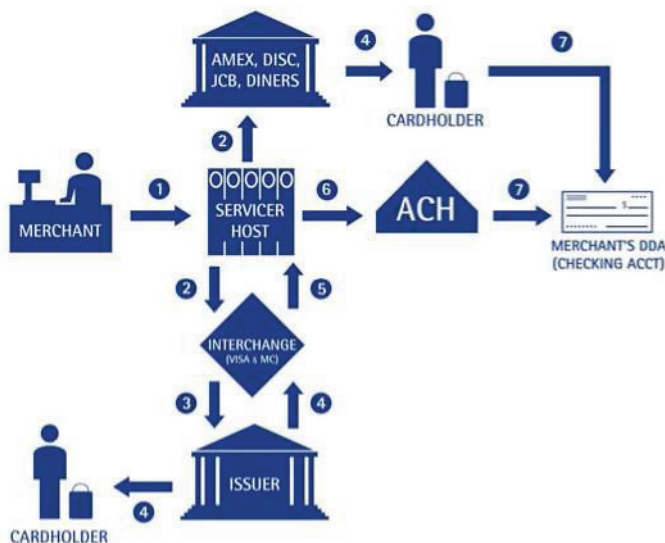 AMEX, DISC,
JCB, DINERS
4
CARDHOLDER
7
2
MERCHANT
1
SERVICER
HOST
6
ACH
7
$
MERCHANT'S DDA
(CHECKING ACCT)
2
5
INTERCHANGE
(VISA & MC)
3
4
ISSUER
4
CARDHOLDER